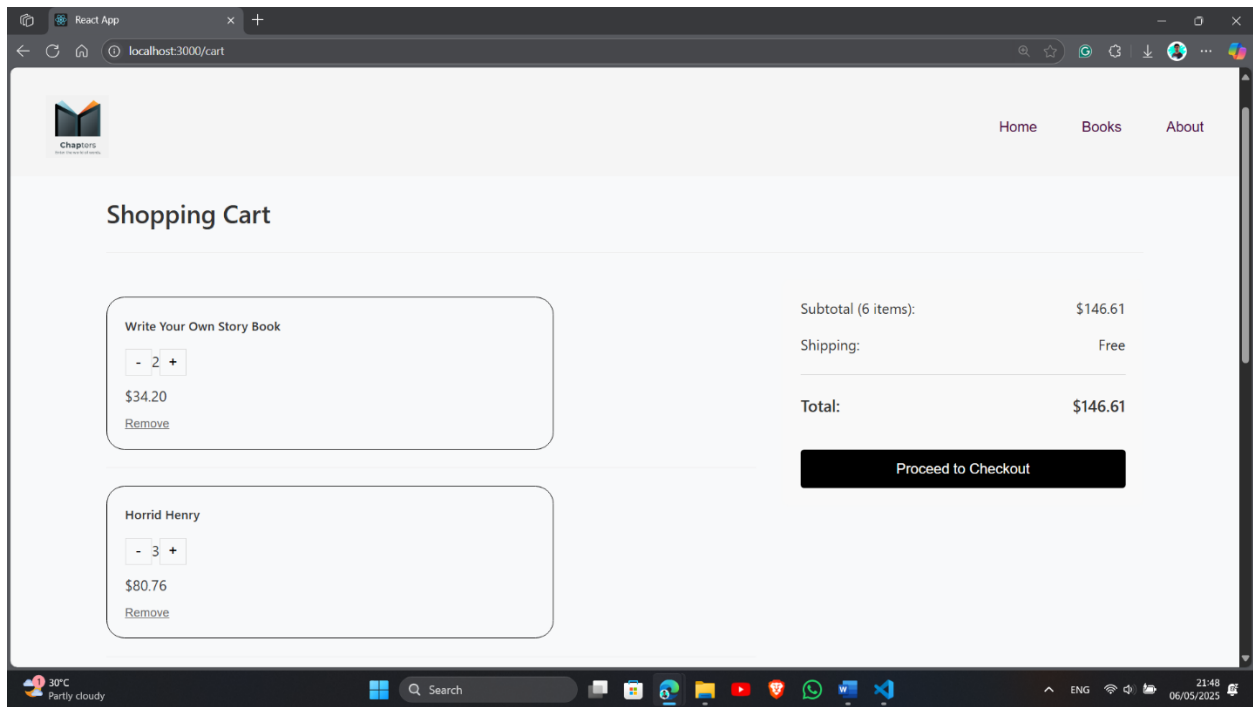 React App
localhost:3000/cart
Chapters
Home Books About
Shopping Cart
Write Your Own Story Book
- 2 +
$34.20
Remove
Horrid Henry
- 3 +
$80.76
Remove
Subtotal (6 items): $146.61
Shipping: Free
Total: $146.61
Proceed to Checkout
1
30°C
Partly cloudy
Search
ENG
21:48
06/05/2025